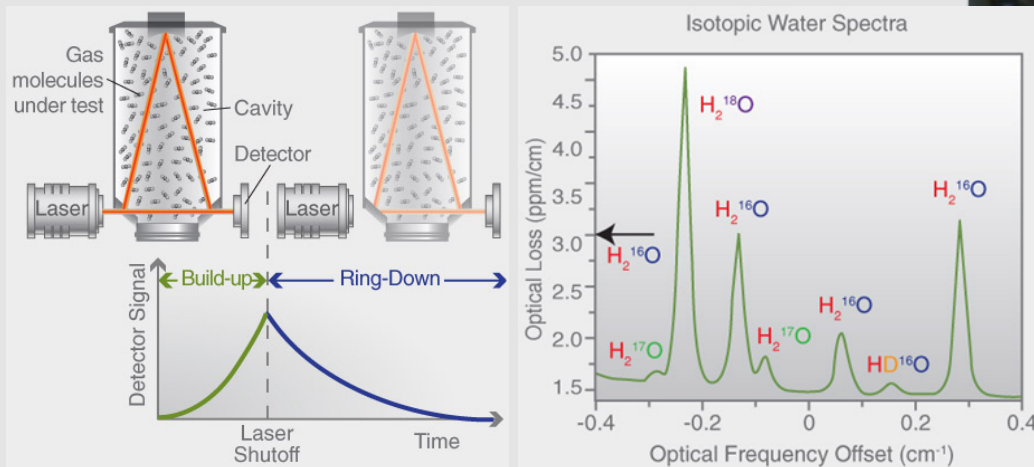 Gas
molecules
under test
Cavity
Detector
Laser
Laser
Build-up
Ring-Down
Detector Signal
Laser
Shutoff
Time
Isotopic Water Spectra
Optical Loss (ppm/cm)
5.0
4.5
4.0
3.5
3.0
2.5
2.0
1.5
H₂¹⁸O
H₂¹⁶O
H₂¹⁶O
H₂¹⁶O
H₂¹⁷O
H₂¹⁷O
H₂¹⁶O
HD¹⁶O
-0.4
-0.2
0
0.2
0.4
Optical Frequency Offset (cm⁻¹)